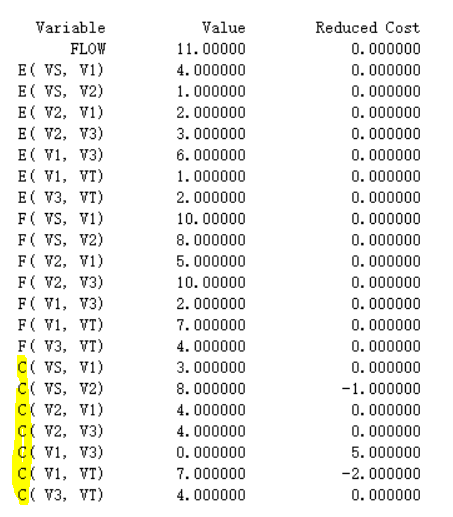 Variable Value Reduced Cost
FLOW 11.00000 0.000000
E( VS, V1) 4.000000 0.000000
E( VS, V2) 1.000000 0.000000
E( V2, V1) 2.000000 0.000000
E( V2, V3) 3.000000 0.000000
E( V1, V3) 6.000000 0.000000
E( V1, VT) 1.000000 0.000000
E( V3, VT) 2.000000 0.000000
F( VS, V1) 10.00000 0.000000
F( VS, V2) 8.000000 0.000000
F( V2, V1) 5.000000 0.000000
F( V2, V3) 10.00000 0.000000
F( V1, V3) 2.000000 0.000000
F( V1, VT) 7.000000 0.000000
F( V3, VT) 4.000000 0.000000
C( VS, V1) 3.000000 0.000000
C( VS, V2) 8.000000 -1.000000
C( V2, V1) 4.000000 0.000000
C( V2, V3) 4.000000 0.000000
C( V1, V3) 0.000000 5.000000
C( V1, VT) 7.000000 -2.000000
C( V3, VT) 4.000000 0.000000